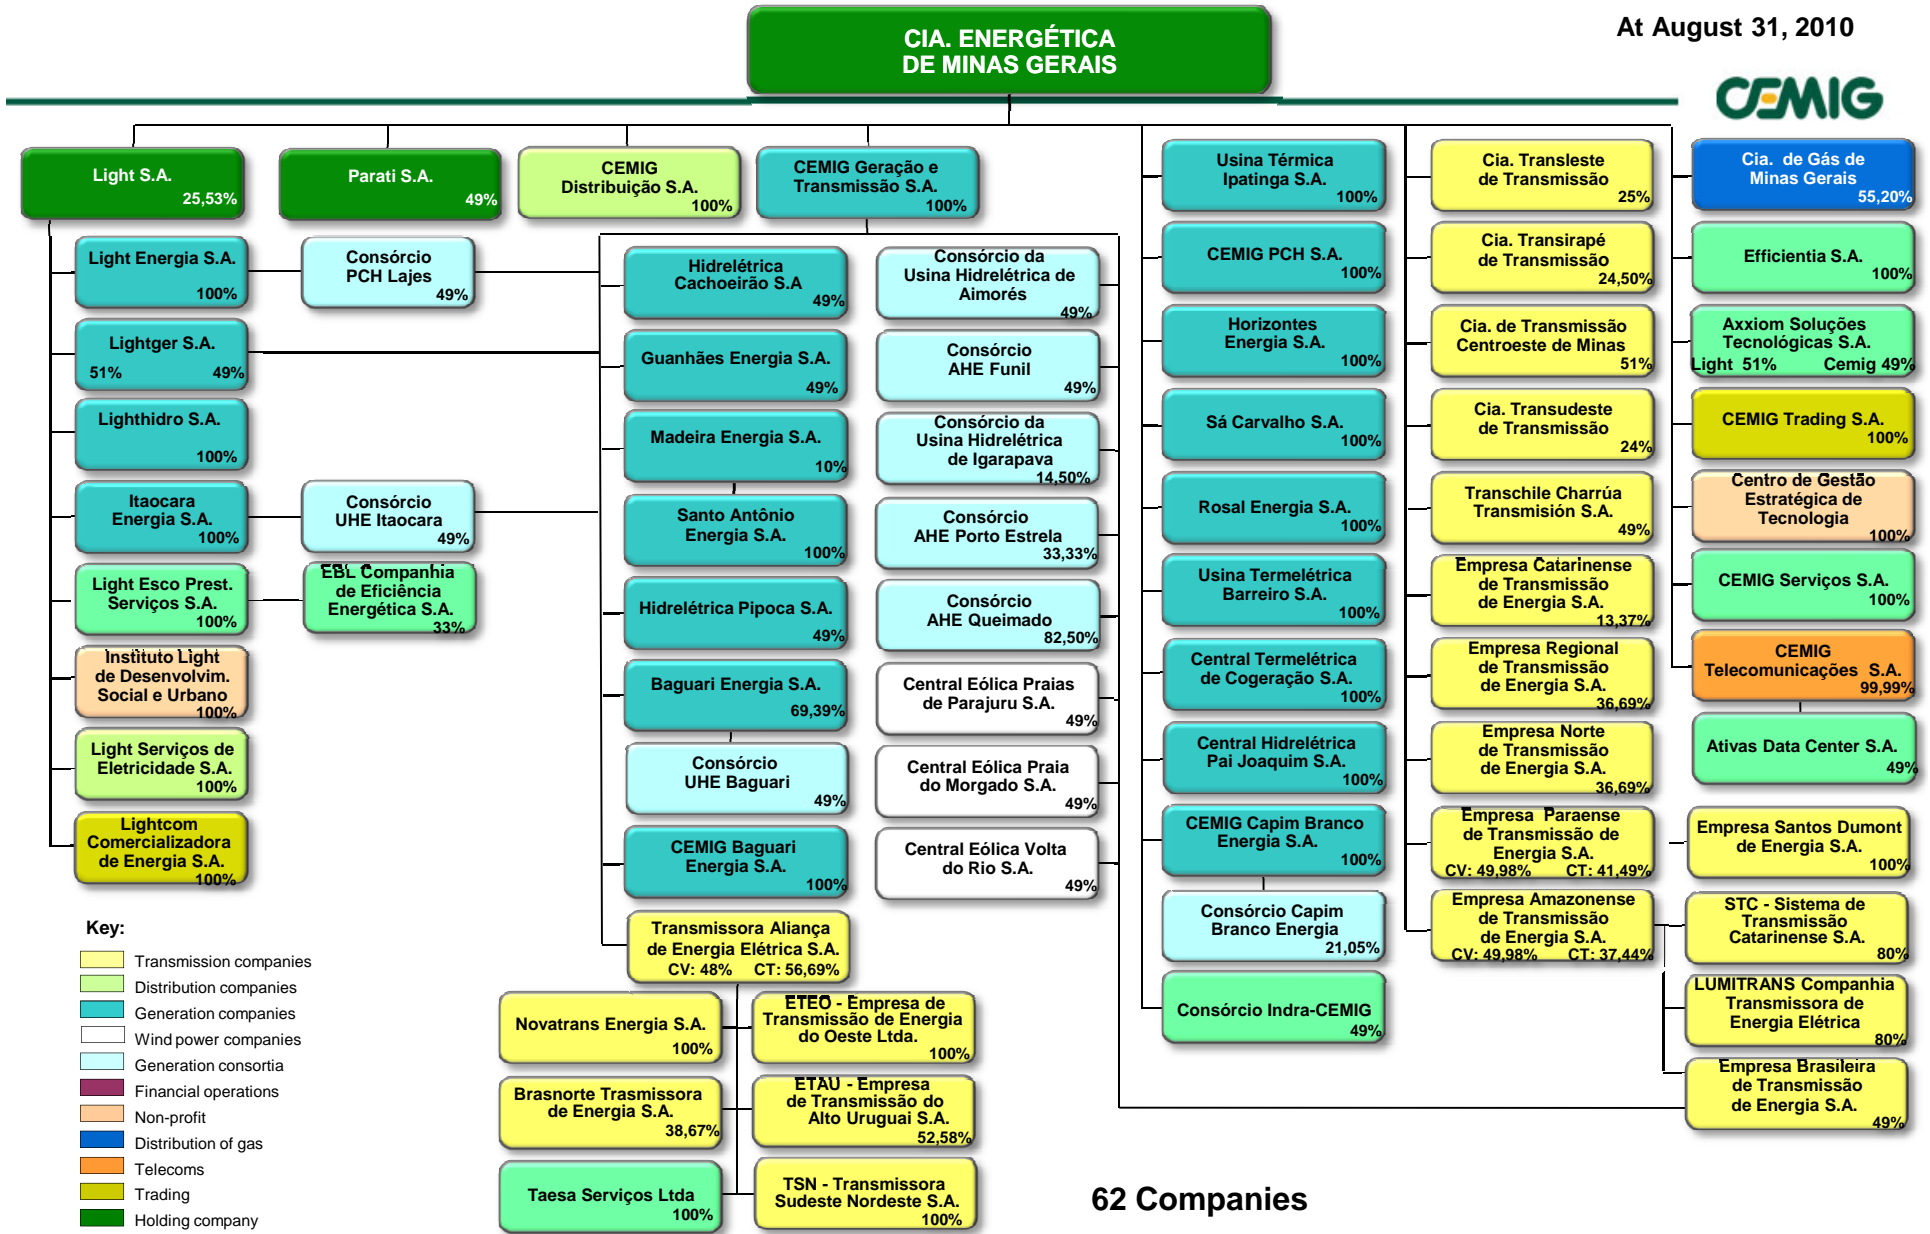 CIA. ENERGÉTICA
DE MINAS GERAIS
At August 31, 2010
CEMIG
Light S.A.
25,53%
Parati S.A.
49%
CEMIG
Distribuição S.A.
100%
CEMIG Geração e
Transmissão S.A.
100%
Light Energia S.A.
100%
Consórcio
PCH Lajes
49%
Lightger S.A.
51% 49%
Lighthidro S.A.
100%
Itaocara
Energia S.A.
100%
Consórcio
UHE Itaocara
49%
Light Esco Prest.
Serviços S.A.
100%
EBL Companhia
de Eficiência
Energética S.A.
33%
Instituto Light
de Desenvolvim.
Social e Urbano
100%
Light Serviços de
Eletricidade S.A.
100%
Lightcom
Comercializadora
de Energia S.A.
100%
Hidrelétrica
Cachoeirão S.A
49%
Guanhães Energia S.A.
49%
Madeira Energia S.A.
10%
Santo Antônio
Energia S.A.
100%
Hidrelétrica Pipoca S.A.
49%
Baguari Energia S.A.
69,39%
Consórcio
UHE Baguari
49%
CEMIG Baguari
Energia S.A.
100%
Transmissora Aliança
de Energia Elétrica S.A.
CV: 48% CT: 56,69%
Consórcio da
Usina Hidrelétrica de
Aimorés
49%
Consórcio
AHE Funil
49%
Consórcio da
Usina Hidrelétrica
de Igarapava
14,50%
Consórcio
AHE Porto Estrela
33,33%
Consórcio
AHE Queimado
82,50%
Central Eólica Praias
de Parajuru S.A.
49%
Central Eólica Praia
do Morgado S.A.
49%
Central Eólica Volta
do Rio S.A.
49%
Novatrans Energia S.A.
100%
ETEO - Empresa de
Transmissão de Energia
do Oeste Ltda.
100%
Brasnorte Trasmissora
de Energia S.A.
38,67%
ETAU - Empresa
de Transmissão do
Alto Uruguai S.A.
52,58%
Taesa Serviços Ltda
100%
TSN - Transmissora
Sudeste Nordeste S.A.
100%
Usina Térmica
Ipatinga S.A.
100%
CEMIG PCH S.A.
100%
Horizontes
Energia S.A.
100%
Sá Carvalho S.A.
100%
Rosal Energia S.A.
100%
Usina Termelétrica
Barreiro S.A.
100%
Central Termelétrica
de Cogeração S.A.
100%
Central Hidrelétrica
Pai Joaquim S.A.
100%
CEMIG Capim Branco
Energia S.A.
100%
Consórcio Capim
Branco Energia
21,05%
Consórcio Indra-CEMIG
49%
Cia. Transleste
de Transmissão
25%
Cia. Transirapé
de Transmissão
24,50%
Cia. de Transmissão
Centroeste de Minas
51%
Cia. Transudeste
de Transmissão
24%
Transchile Charrúa
Transmisión S.A.
49%
Empresa Catarinense
de Transmissão
de Energia S.A.
13,37%
Empresa Regional
de Transmissão
de Energia S.A.
36,69%
Empresa Norte
de Transmissão
de Energia S.A.
36,69%
Empresa Paraense
de Transmissão de
Energia S.A.
CV: 49,98% CT: 41,49%
Empresa Amazonense
de Transmissão
de Energia S.A.
CV: 49,98% CT: 37,44%
Cia. de Gás de
Minas Gerais
55,20%
Efficientia S.A.
100%
Axxiom Soluções
Tecnológicas S.A.
Light 51% Cemig 49%
CEMIG Trading S.A.
100%
Centro de Gestão
Estratégica de
Tecnologia
100%
CEMIG Serviços S.A.
100%
CEMIG
Telecomunicações S.A.
99,99%
Ativas Data Center S.A.
49%
Empresa Santos Dumont
de Energia S.A.
100%
STC - Sistema de
Transmissão
Catarinense S.A.
80%
LUMITRANS Companhia
Transmissora de
Energia Elétrica
80%
Empresa Brasileira
de Transmissão
de Energia S.A.
49%
Key:
Transmission companies
Distribution companies
Generation companies
Wind power companies
Generation consortia
Financial operations
Non-profit
Distribution of gas
Telecoms
Trading
Holding company
62 Companies